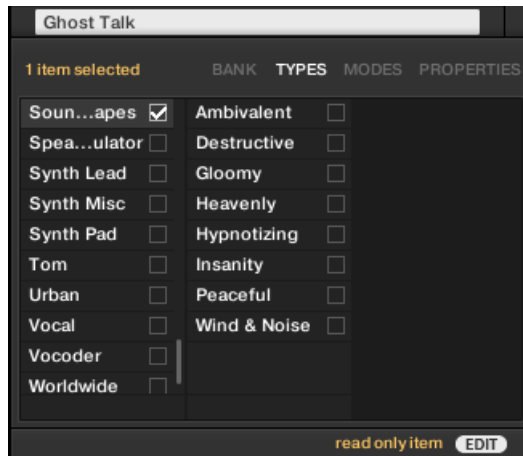 Ghost Talk
1 item selected BANK TYPES MODES PROPERTIES
Soun...apes Ambivalent
Spea...ulator Destructive
Synth Lead Gloomy
Synth Misc Heavenly
Synth Pad Hypnotizing
Tom Insanity
Urban Peaceful
Vocal Wind & Noise
Vocoder
Worldwide
read only item EDIT